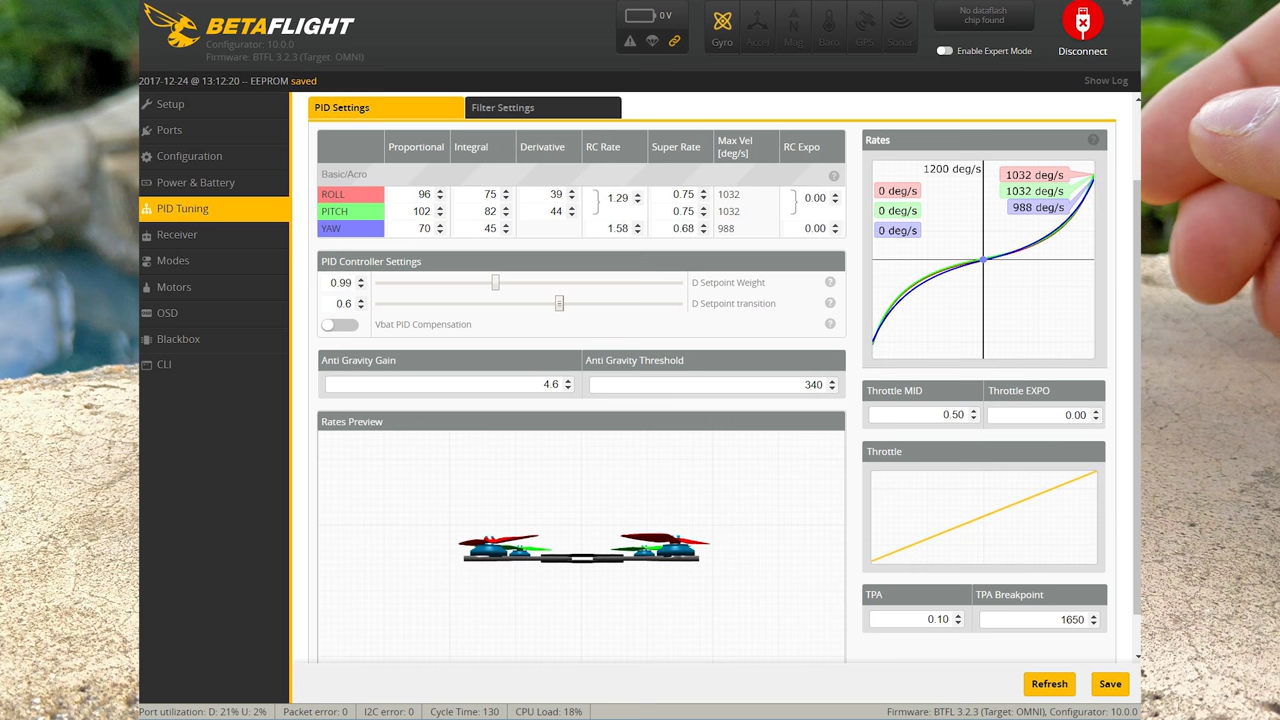 BETAFLIGHT
Configurator: 10.0.0
Firmware: BTFL 3.2.3 (Target: OMNI)
0 V
Gyro
Accel
Mag
Baro
GPS
Sonar
No dataflash
chip found
Enable Expert Mode
Disconnect
2017-12-24 @ 13:12:20 -- EEPROM saved
Show Log
Setup
Ports
Configuration
Power & Battery
PID Tuning
Receiver
Modes
Motors
OSD
Blackbox
CLI
PID Settings
Filter Settings
Proportional Integral Derivative RC Rate Super Rate Max Vel [deg/s] RC Expo
Basic/Acro
ROLL 96 75 39 1.29 0.75 1032 0.00
PITCH 102 82 44 0.75 1032
YAW 70 45 1.58 0.68 988 0.00
PID Controller Settings
0.99 D Setpoint Weight
0.6 D Setpoint transition
Vbat PID Compensation
Anti Gravity Gain Anti Gravity Threshold
4.6 340
Rates Preview
Rates
1200 deg/s
1032 deg/s
1032 deg/s
988 deg/s
0 deg/s
0 deg/s
0 deg/s
Throttle MID Throttle EXPO
0.50 0.00
Throttle
TPA TPA Breakpoint
0.10 1650
Refresh Save
Port utilization: D: 21% U: 2% Packet error: 0 I2C error: 0 Cycle Time: 130 CPU Load: 18% Firmware: BTFL 3.2.3 (Target: OMNI), Configurator: 10.0.0